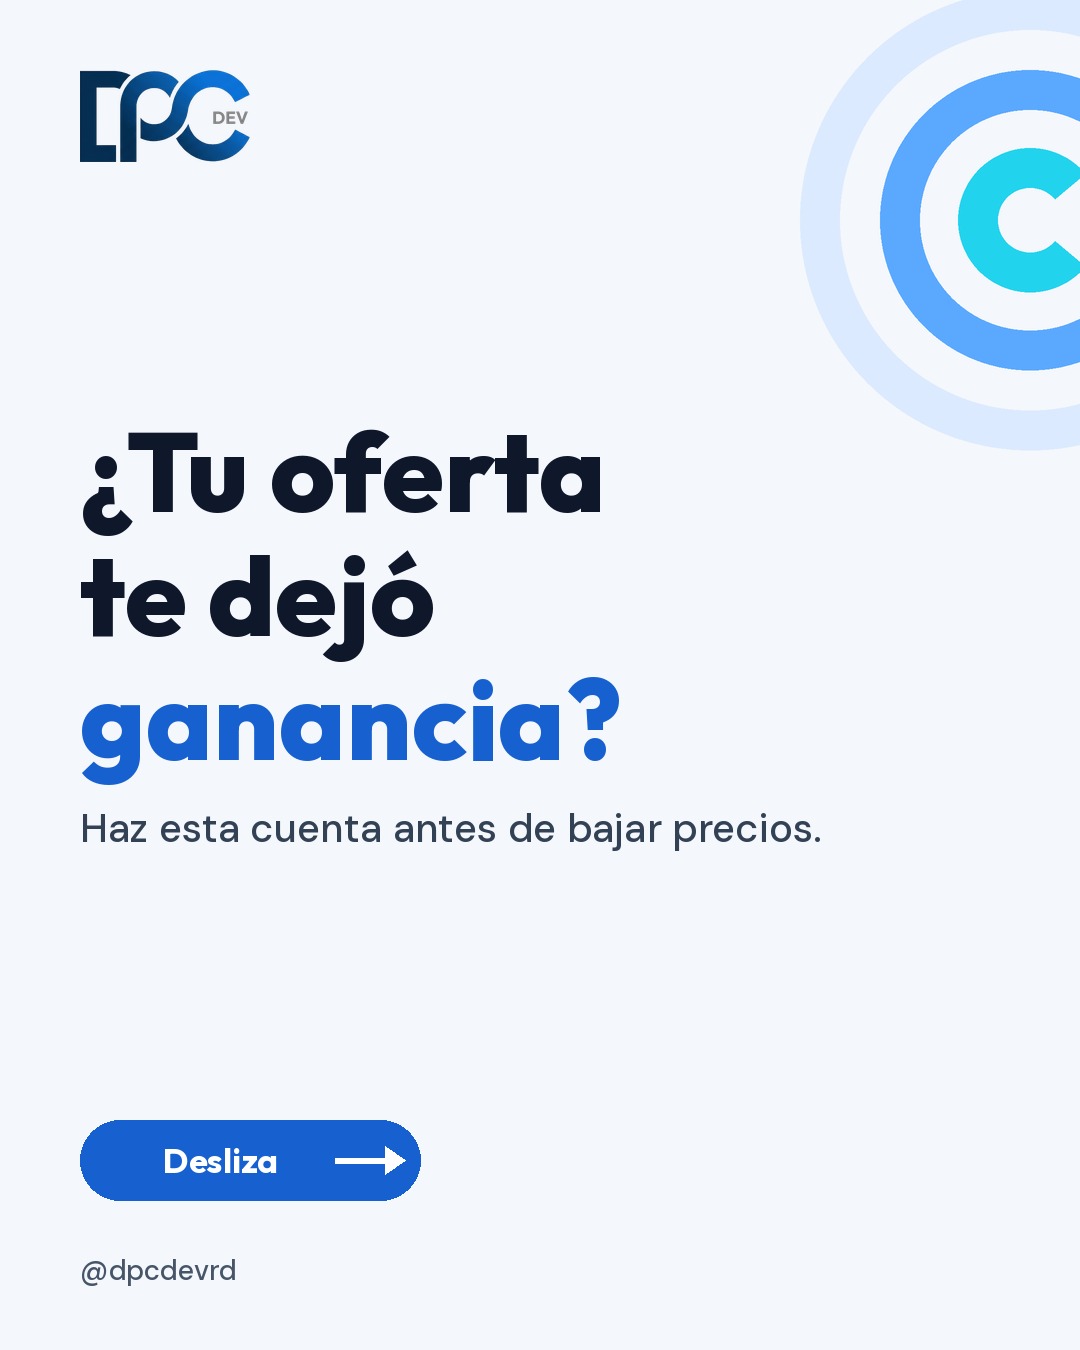 DPC
DEV
¿Tu oferta
te dejó
ganancia?
Haz esta cuenta antes de bajar precios.
Desliza
@dpcdevrd